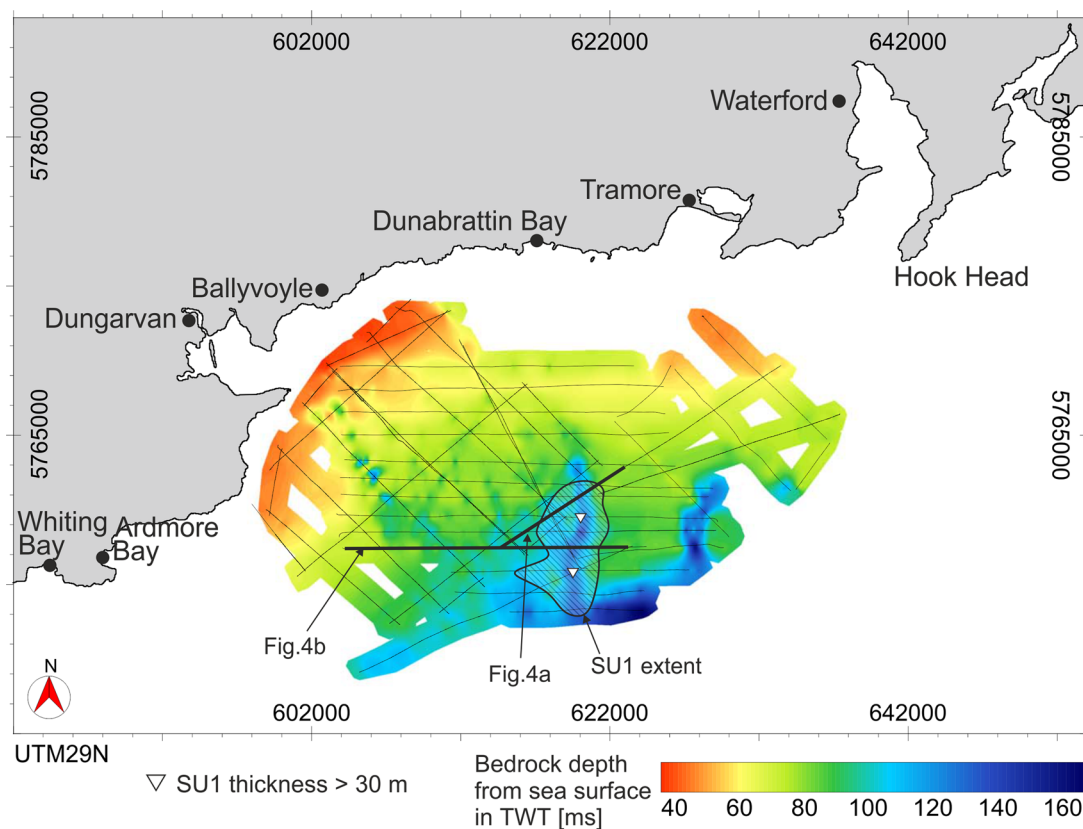 602000 622000 642000
5785000
5785000
Waterford
Tramore
Dunabrattin Bay
Hook Head
Ballyvoyle
Dungarvan
5765000
5765000
Whiting
Bay
Ardmore
Bay
Fig.4b
Fig.4a
SU1 extent
N
602000 622000 642000
UTM29N
SU1 thickness > 30 m
Bedrock depth
from sea surface
in TWT [ms]
40 60 80 100 120 140 160